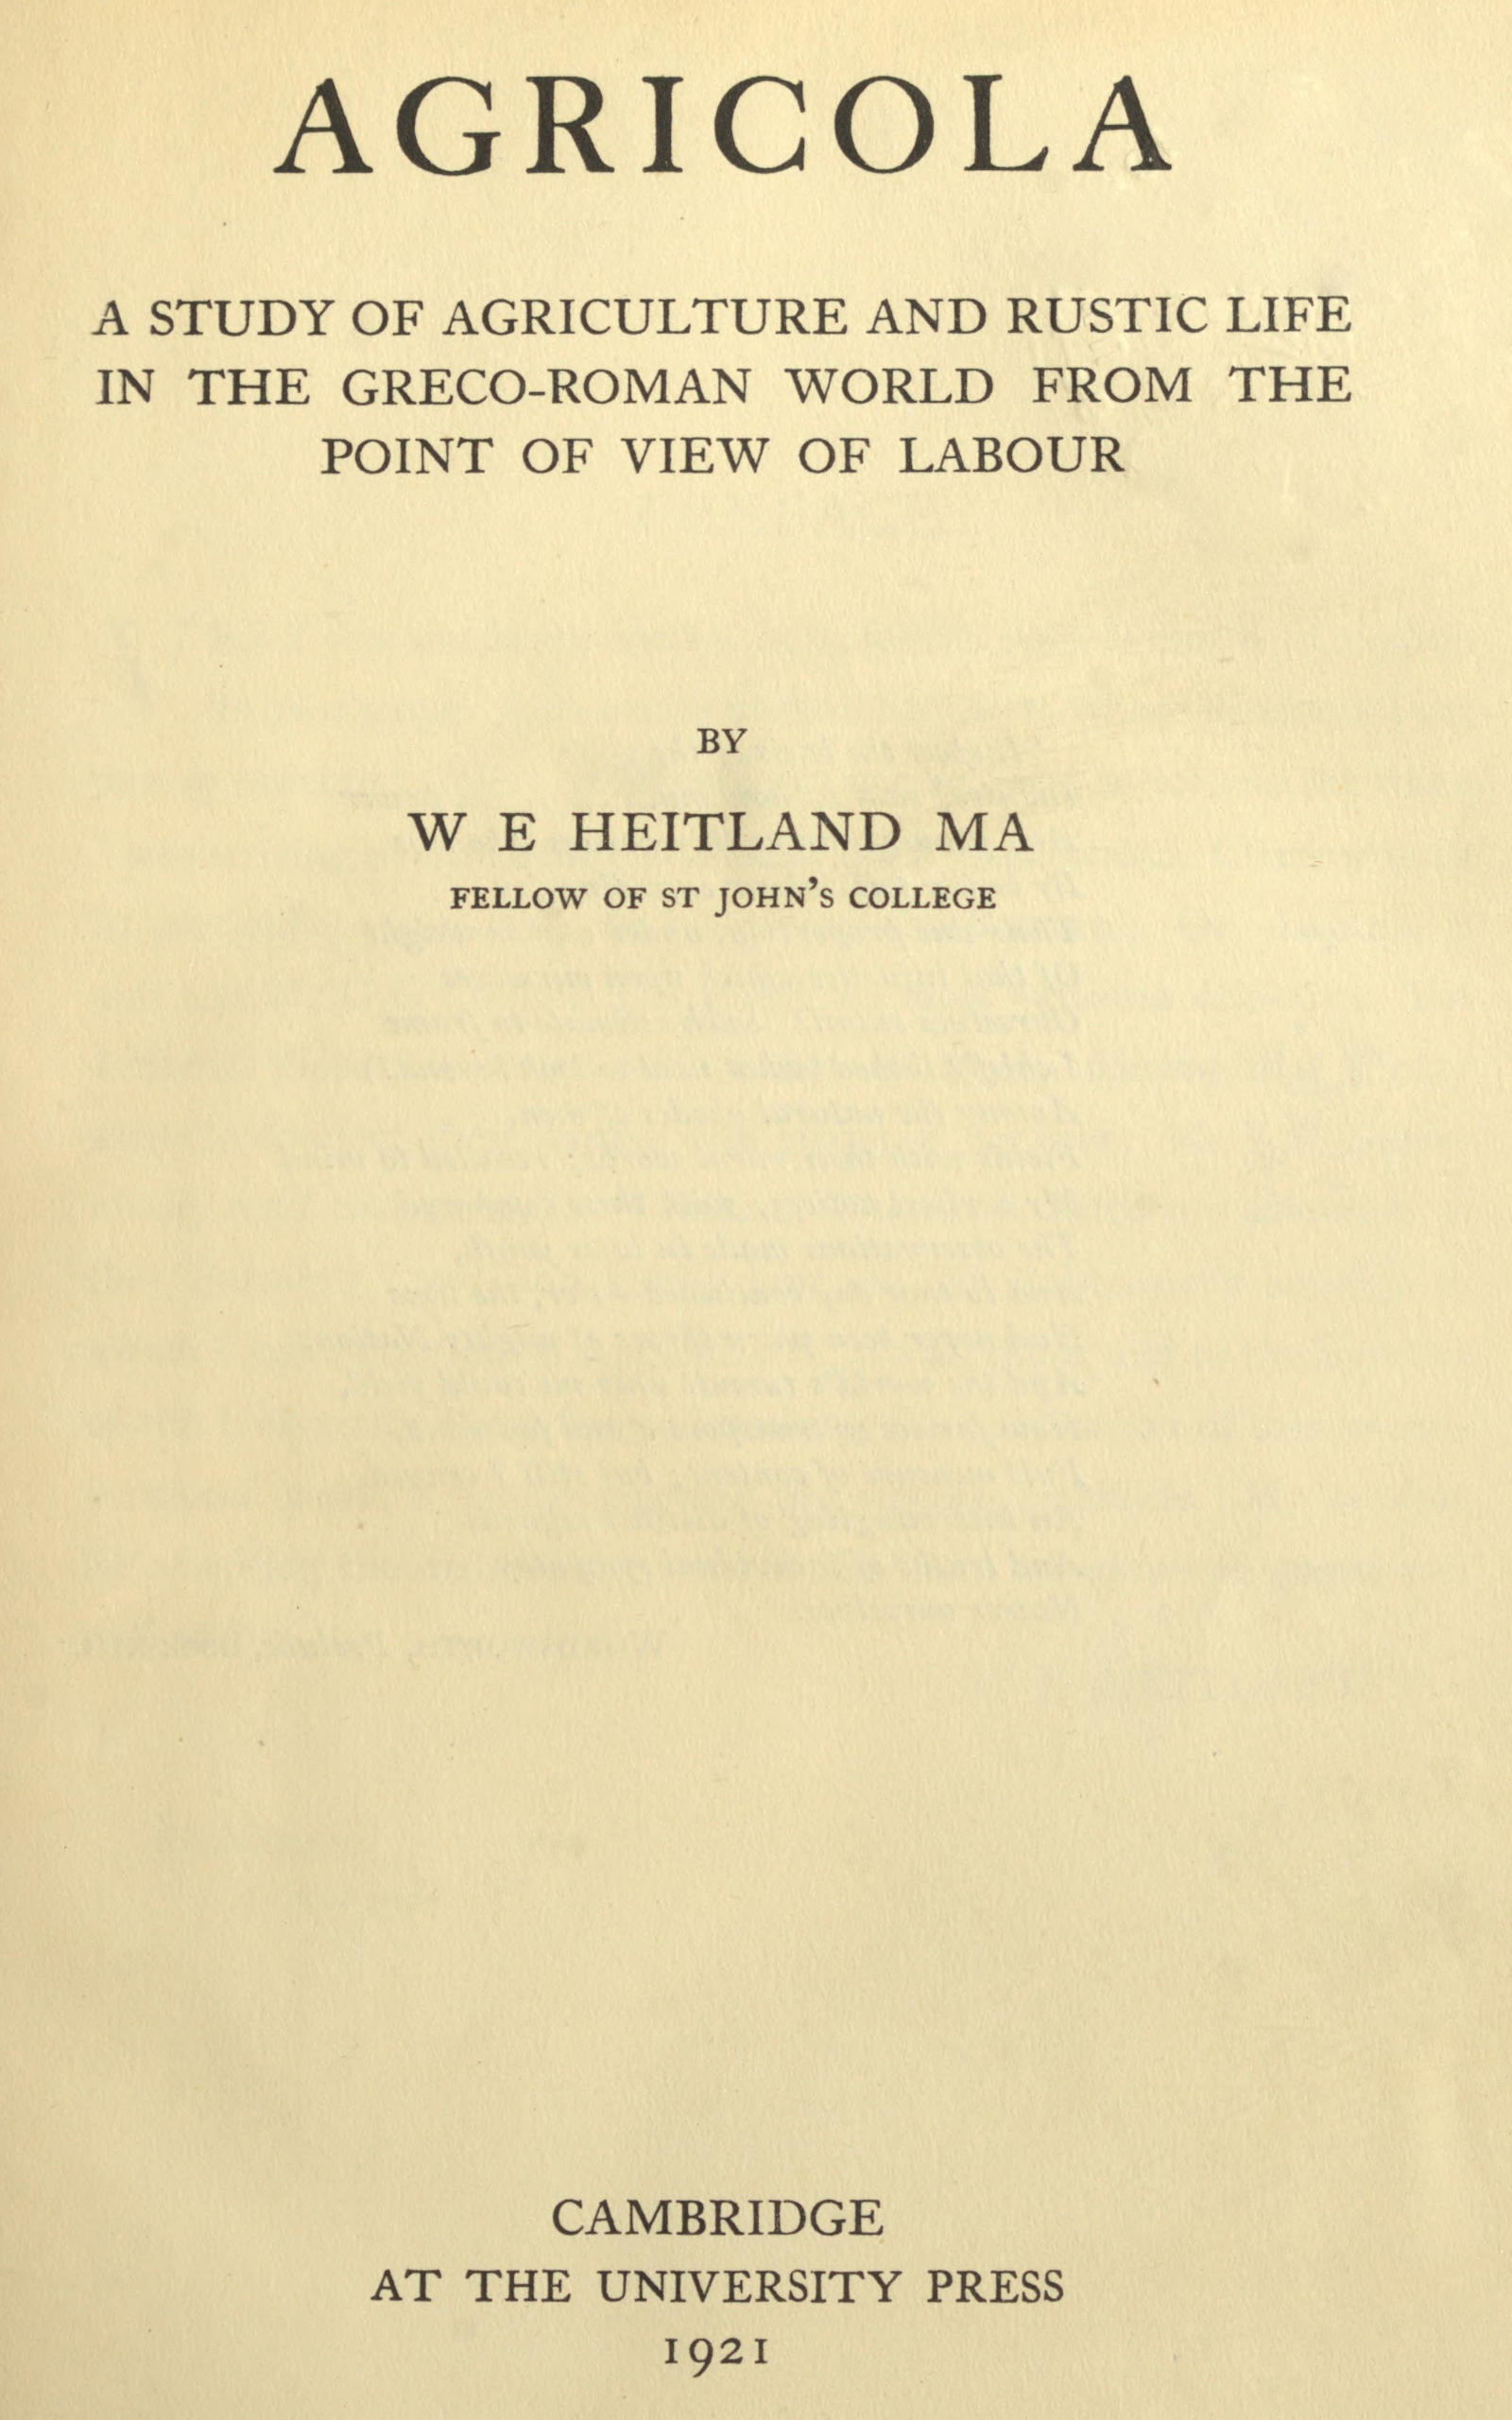 AGRICOLA
A STUDY OF AGRICULTURE AND RUSTIC LIFE
IN THE GRECO-ROMAN WORLD FROM THE
POINT OF VIEW OF LABOUR
BY
W E HEITLAND MA
FELLOW OF ST JOHN'S COLLEGE
CAMBRIDGE
AT THE UNIVERSITY PRESS
1921